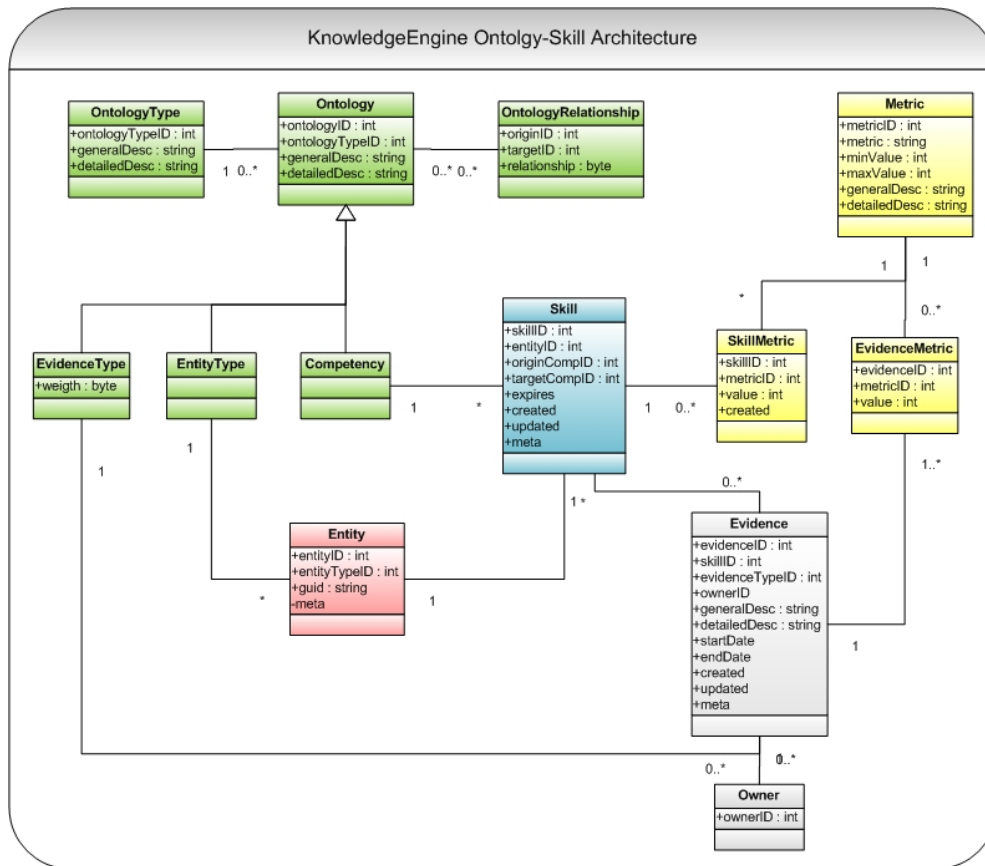 KnowledgeEngine Ontolgy-Skill Architecture
OntologyType
+ontologyTypeID : int
+generalDesc : string
+detailedDesc : string
1
0..*
Ontology
+ontologyID : int
+ontologyTypeID : int
+generalDesc : string
+detailedDesc : string
0..*
0..*
OntologyRelationship
+originID : int
+targetID : int
+relationship : byte
Metric
+metricID : int
+metric : string
+minValue : int
+maxValue : int
+generalDesc : string
+detailedDesc : string
1
1
*
0..*
EvidenceType
+weigth : byte
EntityType
Competency
1
*
Skill
+skillID : int
+entityID : int
+originCompID : int
+targetCompID : int
+expires
+created
+updated
+meta
1
0..*
SkillMetric
+skillID : int
+metricID : int
+value : int
+created
EvidenceMetric
+evidenceID : int
+metricID : int
+value : int
1
1
1..*
0..*
1
*
Entity
+entityID : int
+entityTypeID : int
+guid : string
-meta
*
1
Evidence
+evidenceID : int
+skillID : int
+evidenceTypeID : int
+ownerID
+generalDesc : string
+detailedDesc : string
+startDate
+endDate
+created
+updated
+meta
1
0..*
0..*
Owner
+ownerID : int